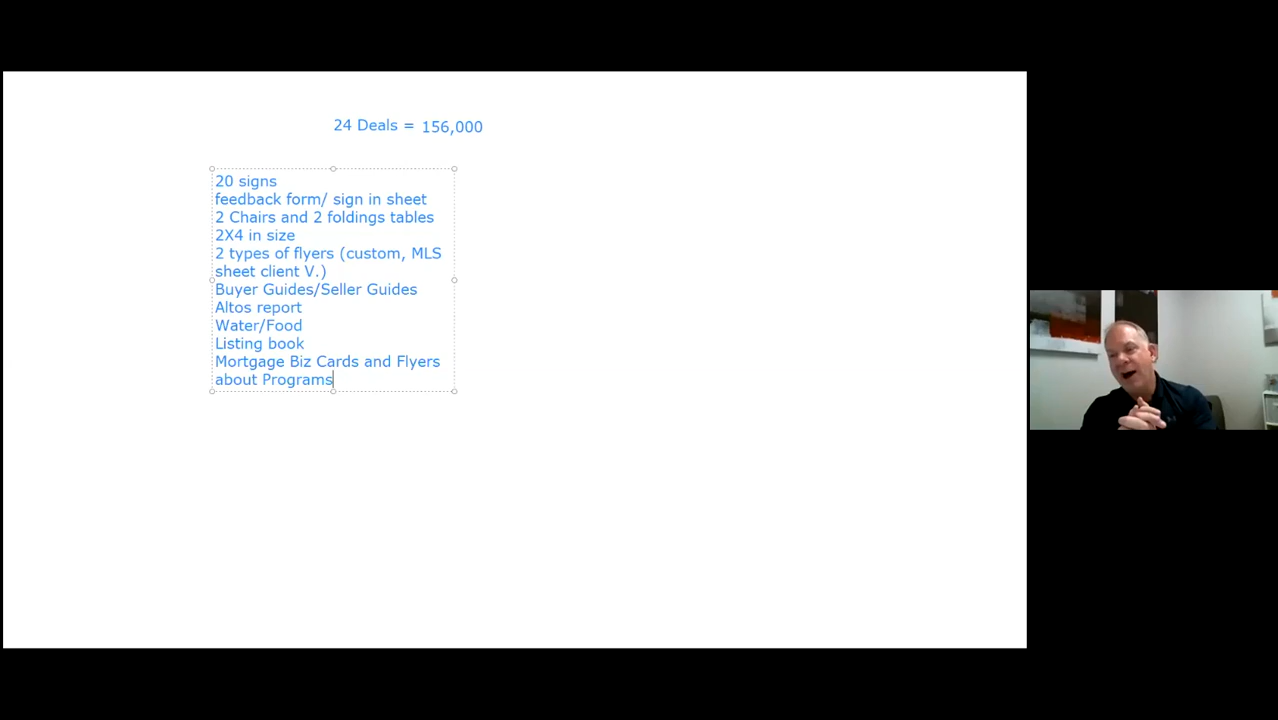 24 Deals = 156,000
20 signs
feedback form/ sign in sheet
2 Chairs and 2 foldings tables
2X4 in size
2 types of flyers (custom, MLS
sheet client V.)
Buyer Guides/Seller Guides
Altos report
Water/Food
Listing book
Mortgage Biz Cards and Flyers
about Programs